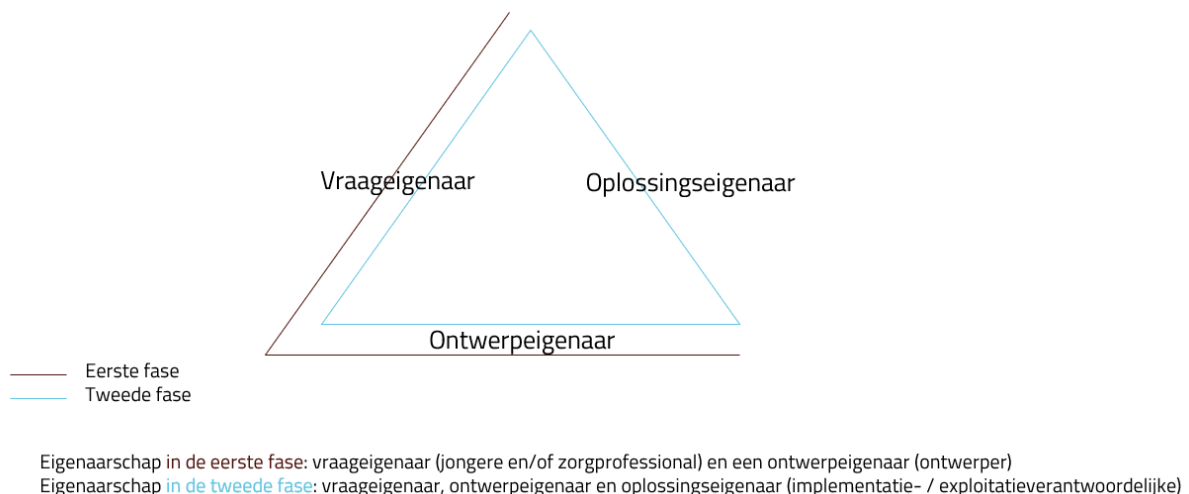 Vraageigenaar
Oplossingseigenaar
Ontwerpeigenaar
Eerste fase
Tweede fase
Eigenaarschap in de eerste fase: vraageigenaar (jongere en/of zorgprofessional) en een ontwerpeigenaar (ontwerper)
Eigenaarschap in de tweede fase: vraageigenaar, ontwerpeigenaar en oplossingseigenaar (implementatie- / exploitatieverantwoordelijke)